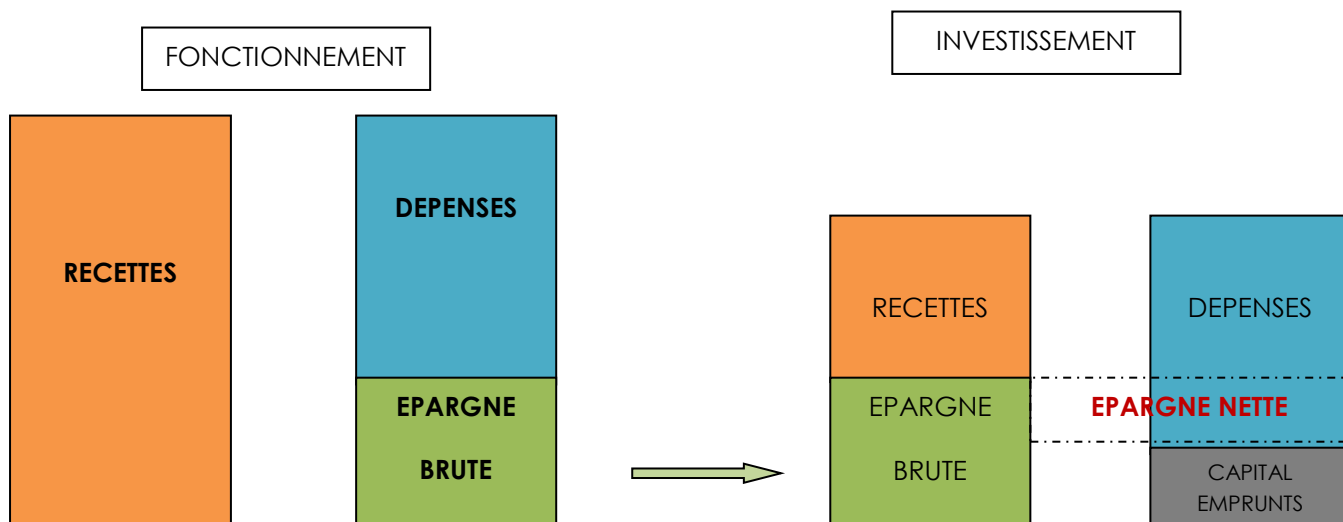 FONCTIONNEMENT
INVESTISSEMENT
RECETTES
DEPENSES
EPARGNE
BRUTE
RECETTES
EPARGNE
BRUTE
DEPENSES
EPARGNE NETTE
CAPITAL
EMPRUNTS